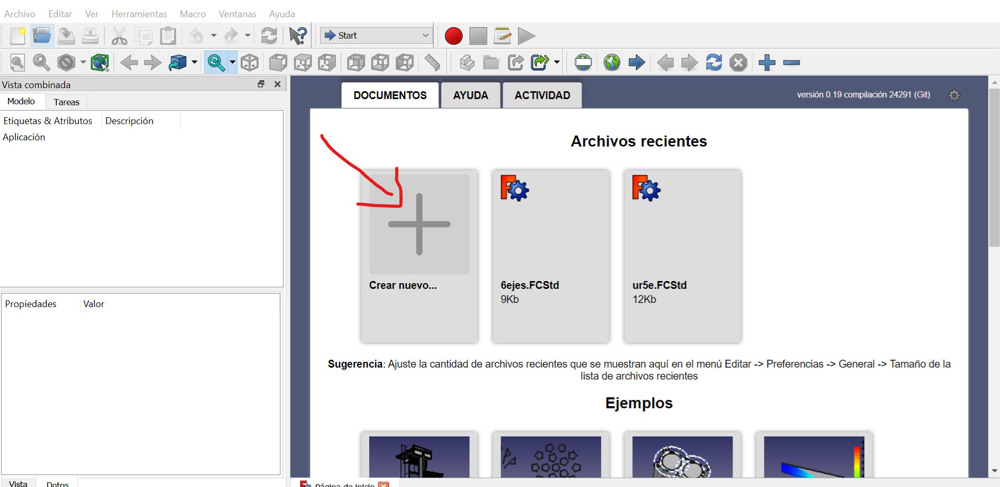 Archivo Editar Ver Herramientas Macro Ventanas Ayuda
Start
Vista combinada
Modelo Tareas
Etiquetas & Atributos Descripción
Aplicación
Propiedades Valor
Vista Datos
DOCUMENTOS AYUDA ACTIVIDAD
versión 0.19 compilación 24291 (Git)
Archivos recientes
Crear nuevo...
6ejes.FCStd
9Kb
ur5e.FCStd
12Kb
Sugerencia: Ajuste la cantidad de archivos recientes que se muestran aquí en el menú Editar -> Preferencias -> General -> Tamaño de la
lista de archivos recientes
Ejemplos
Página de inicio